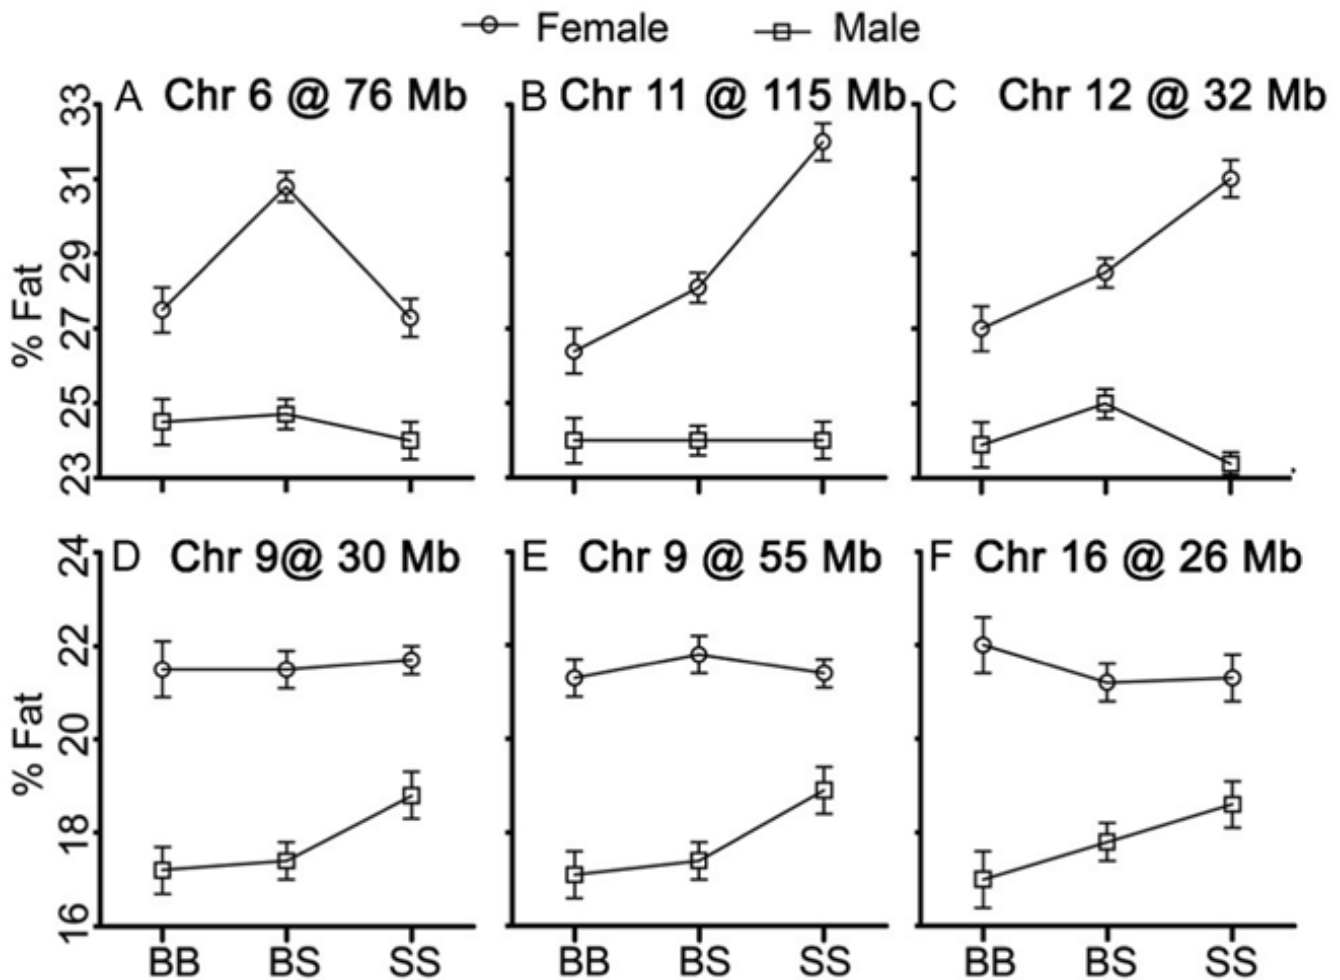 Female Male
A Chr 6 @ 76 Mb
B Chr 11 @ 115 Mb
C Chr 12 @ 32 Mb
% Fat
33
31
29
27
25
23
D Chr 9@ 30 Mb
E Chr 9 @ 55 Mb
F Chr 16 @ 26 Mb
% Fat
24
22
20
18
16
BB BS SS
BB BS SS
BB BS SS